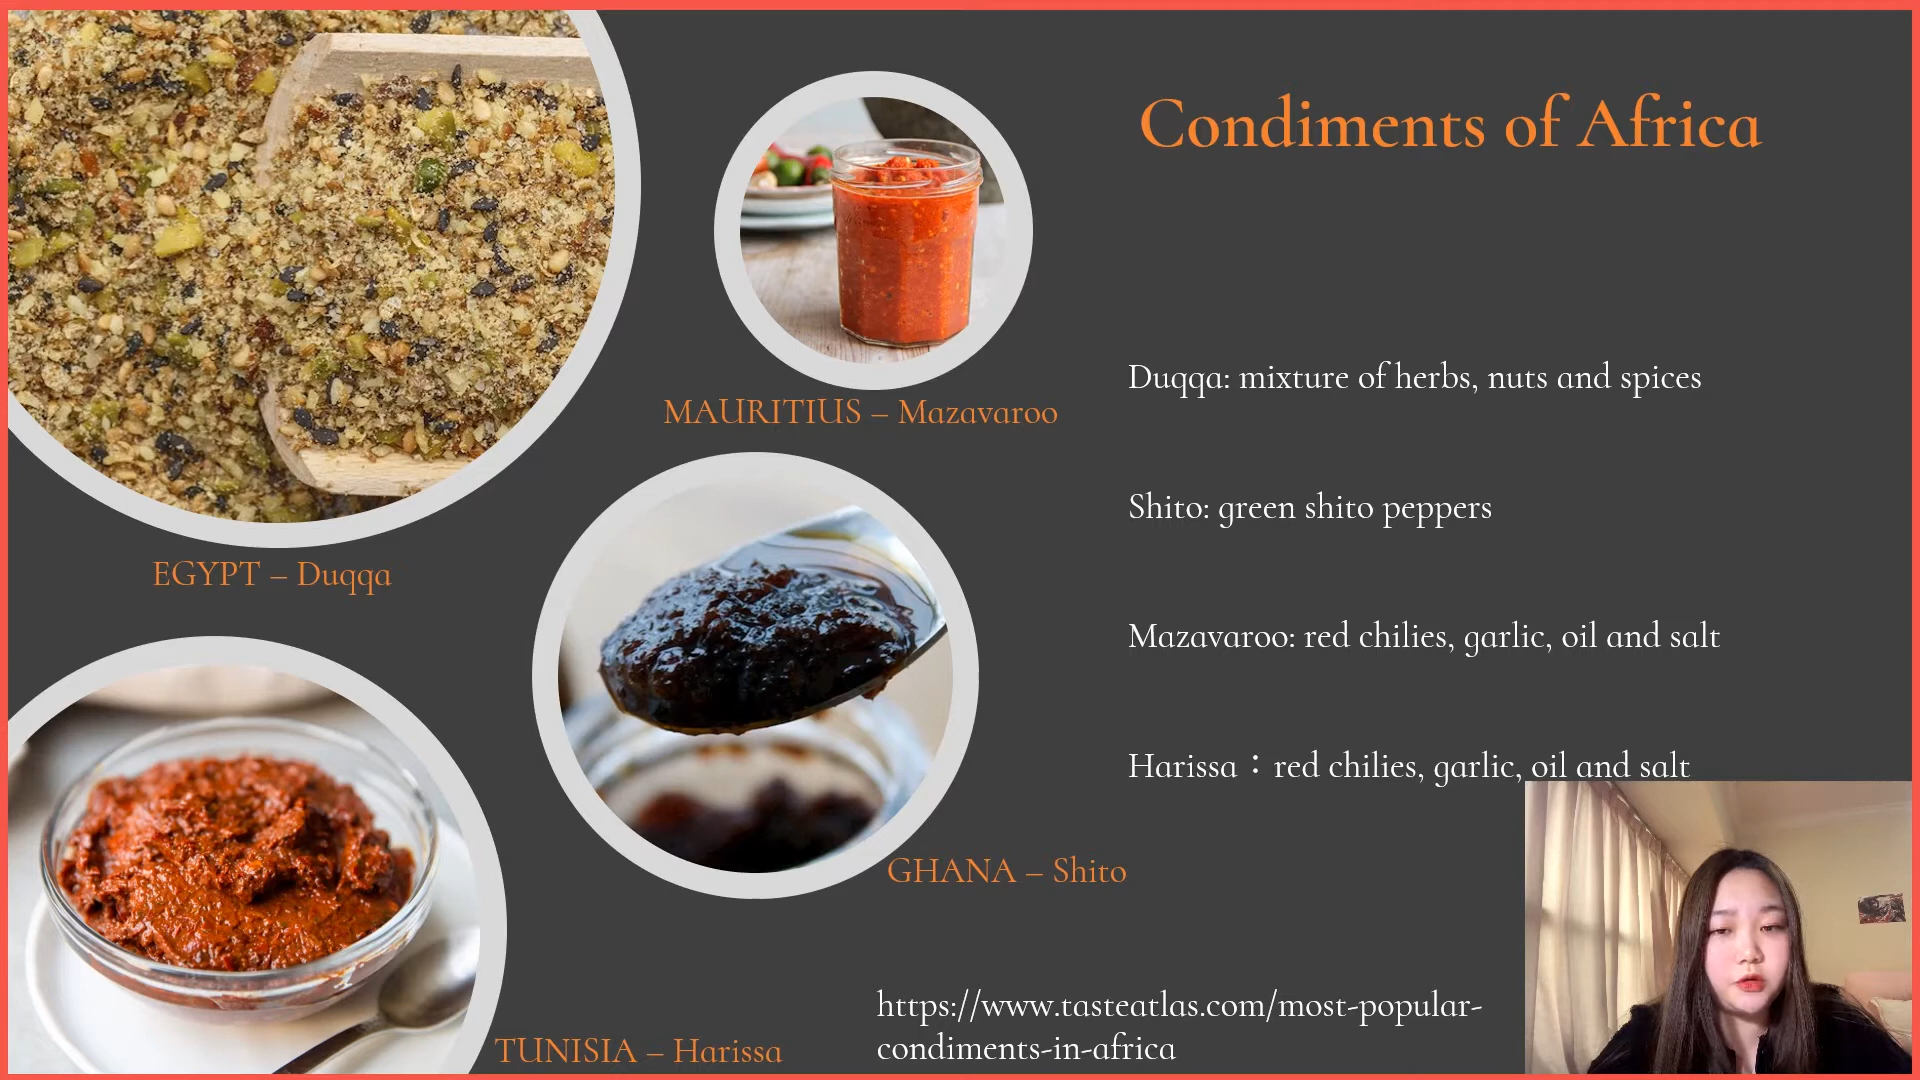 Condiments of Africa
MAURITIUS – Mazavaroo
EGYPT – Duqqa
GHANA – Shito
TUNISIA – Harissa
Duqqa: mixture of herbs, nuts and spices
Shito: green shito peppers
Mazavaroo: red chilies, garlic, oil and salt
Harissa：red chilies, garlic, oil and salt
https://www.tasteatlas.com/most-popular-
condiments-in-africa